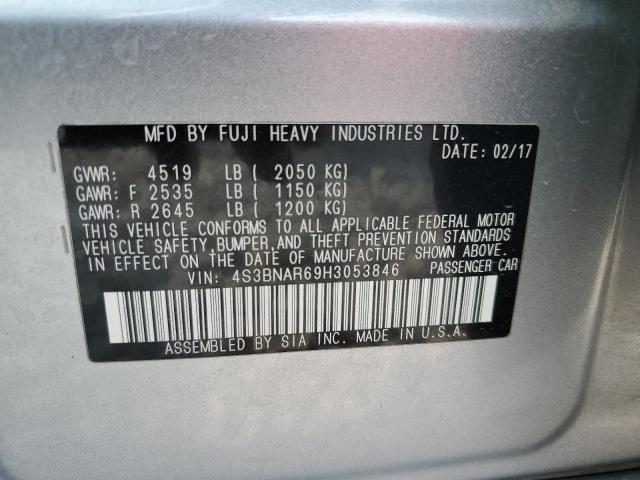 MFD BY FUJI HEAVY INDUSTRIES LTD.
DATE: 02/17
GVWR: 4519 LB ( 2050 KG)
GAWR: F 2535 LB ( 1150 KG)
GAWR: R 2645 LB ( 1200 KG)
THIS VEHICLE CONFORMS TO ALL APPLICABLE FEDERAL MOTOR
VEHICLE SAFETY, BUMPER, AND THEFT PREVENTION STANDARDS
IN EFFECT ON THE DATE OF MANUFACTURE SHOWN ABOVE.
VIN: 4S3BNAR69H3053846 PASSENGER CAR
ASSEMBLED BY SIA INC. MADE IN U.S.A.